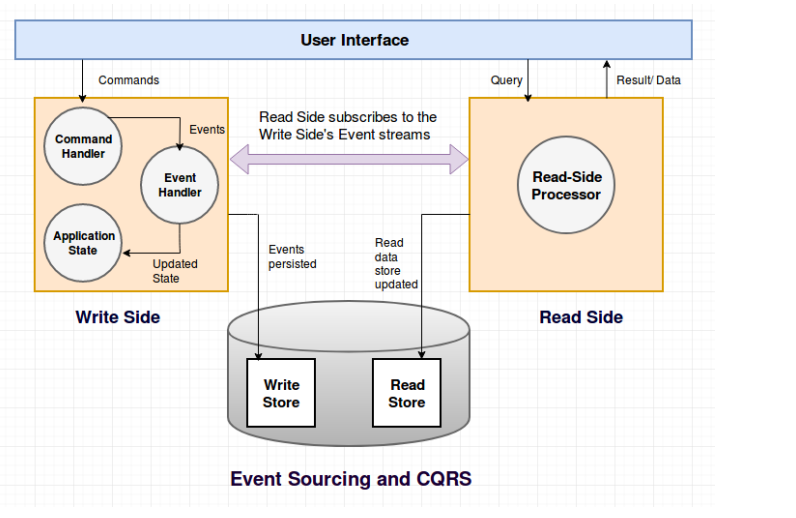 User Interface
Commands
Query
Result/ Data
Command
Handler
Events
Event
Handler
Application
State
Updated
State
Read Side subscribes to the
Write Side's Event streams
Read-Side
Processor
Events
persisted
Read
data
store
updated
Write Side
Read Side
Write
Store
Read
Store
Event Sourcing and CQRS